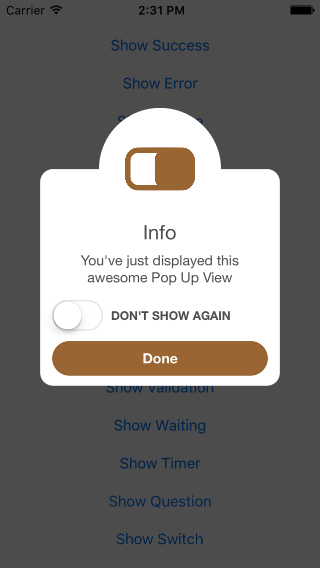 Carrier 2:31 PM
Show Success
Show Error
Info
You've just displayed this
awesome Pop Up View
DON'T SHOW AGAIN
Done
Show Validation
Show Waiting
Show Timer
Show Question
Show Switch